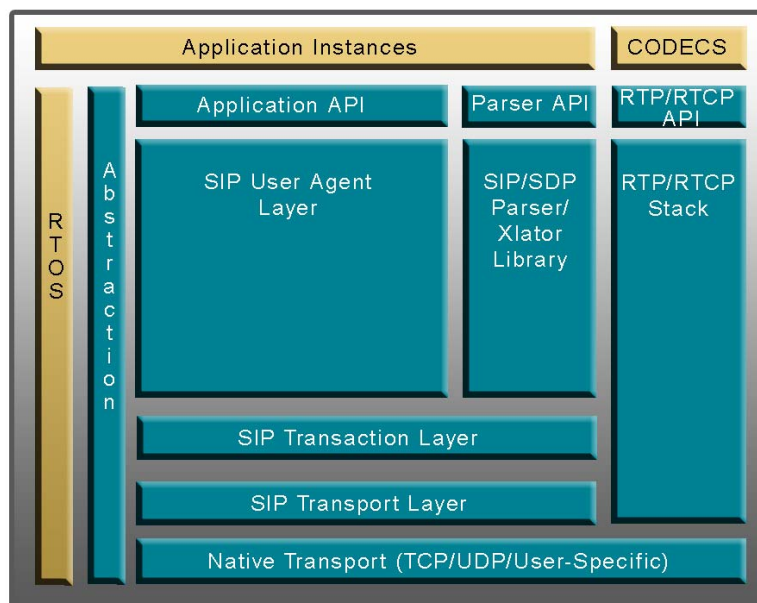 Application Instances
CODECS
RTOS
Abstraction
Application API
Parser API
RTP/RTCP
API
SIP User Agent
Layer
SIP/SDP
Parser/
Xlator
Library
RTP/RTCP
Stack
SIP Transaction Layer
SIP Transport Layer
Native Transport (TCP/UDP/User-Specific)